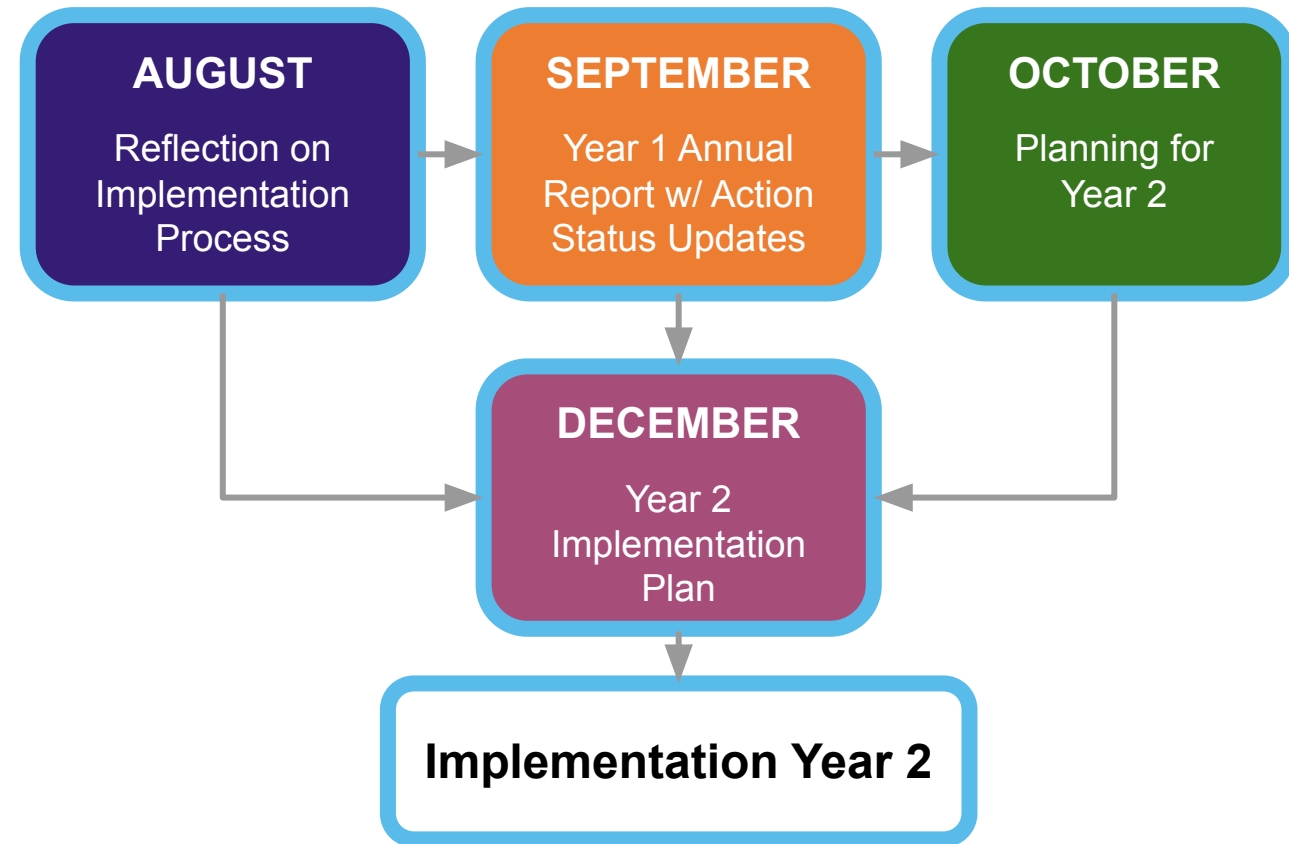 AUGUST
Reflection on
Implementation
Process
SEPTEMBER
Year 1 Annual
Report w/ Action
Status Updates
OCTOBER
Planning for
Year 2
DECEMBER
Year 2
Implementation
Plan
Implementation Year 2